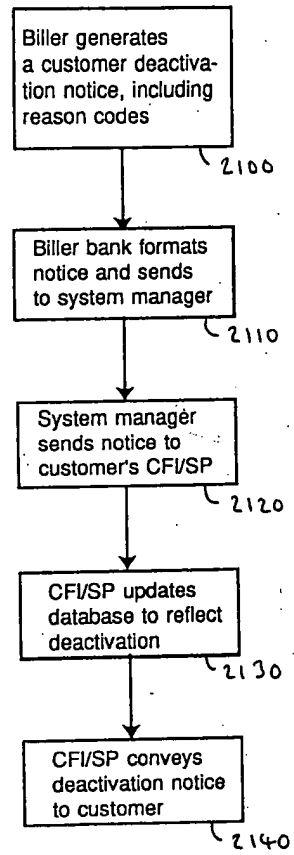 Biller generates
a customer deactiva-
tion notice, including
reason codes
2100
Biller bank formats
notice and sends
to system manager
2110
System manager
sends notice to
customer's CFI/SP
2120
CFI/SP updates
database to reflect
deactivation
2130
CFI/SP conveys
deactivation notice
to customer
2140